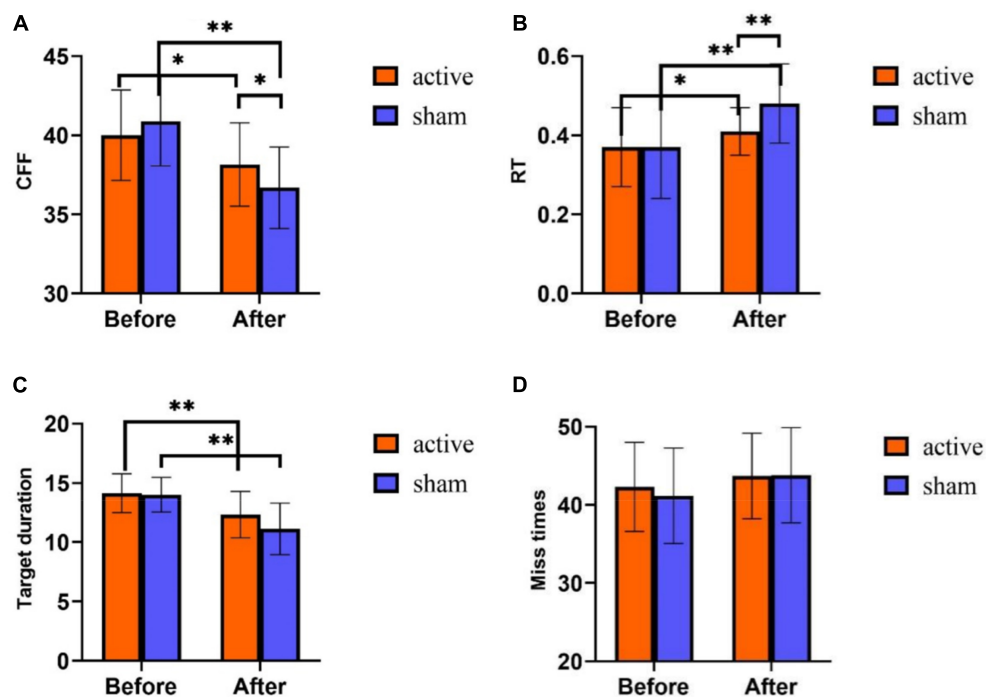 A
**
*
*
45
40
35
30
CFF
Before After
active
sham
B
**
**
*
0.6
0.4
0.2
0.0
RT
Before After
active
sham
C
**
**
20
15
10
5
0
Target duration
Before After
active
sham
D
50
40
30
20
Miss times
Before After
active
sham